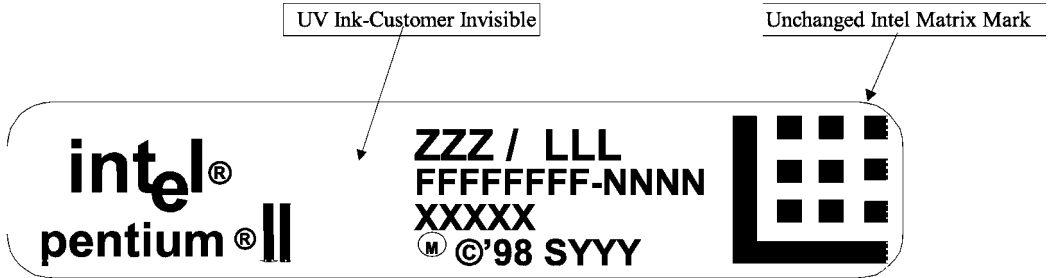 UV Ink-Customer Invisible
Unchanged Intel Matrix Mark
intel®
pentium ® II
ZZZ / LLL
FFFFFFFF-NNNN
XXXXX
Ⓜ ©'98 SYYY